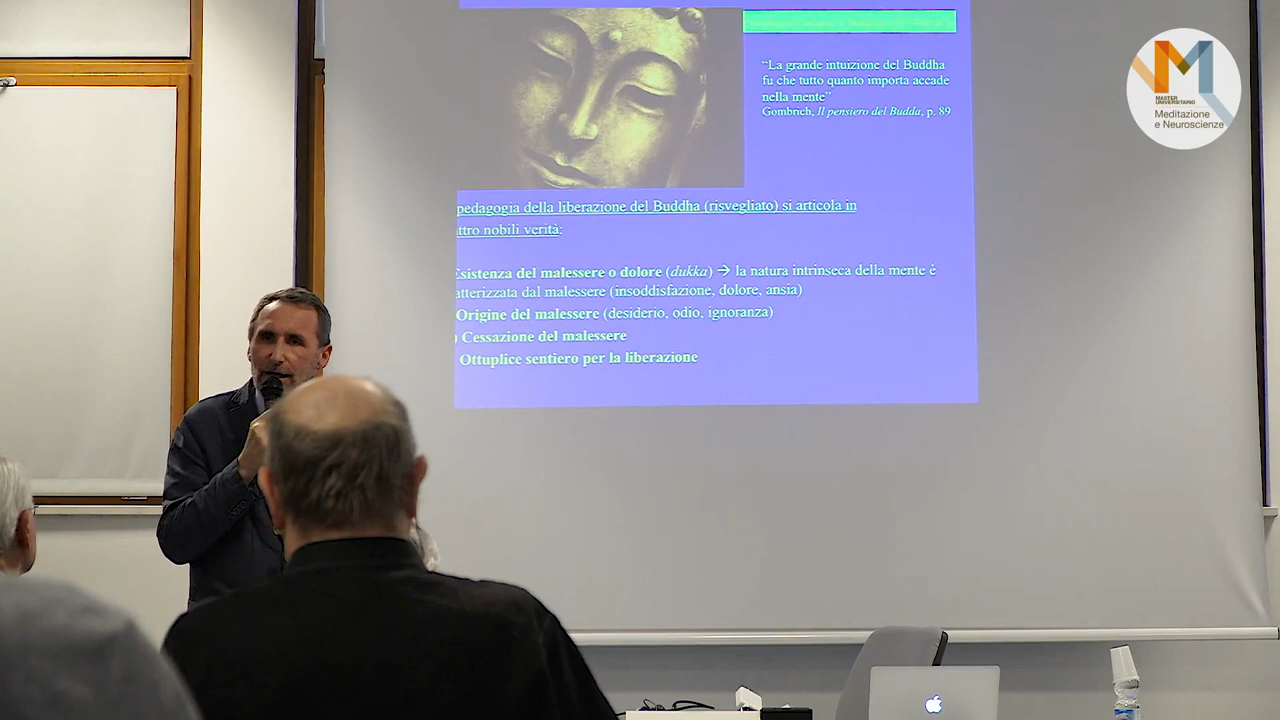 “La grande intuizione del Buddha
fu che tutto quanto importa accade
nella mente”
Gombrich, Il pensiero del Budda, p. 89
pedagogia della liberazione del Buddha (risvegliato) si articola in
attro nobili verità:
Esistenza del malessere o dolore (dukka) → la natura intrinseca della mente è
atterizzata dal malessere (insoddisfazione, dolore, ansia)
Origine del malessere (desiderio, odio, ignoranza)
) Cessazione del malessere
Ottuplice sentiero per la liberazione
M
MASTER
UNIVERSITARIO
Meditazione
e Neuroscienze